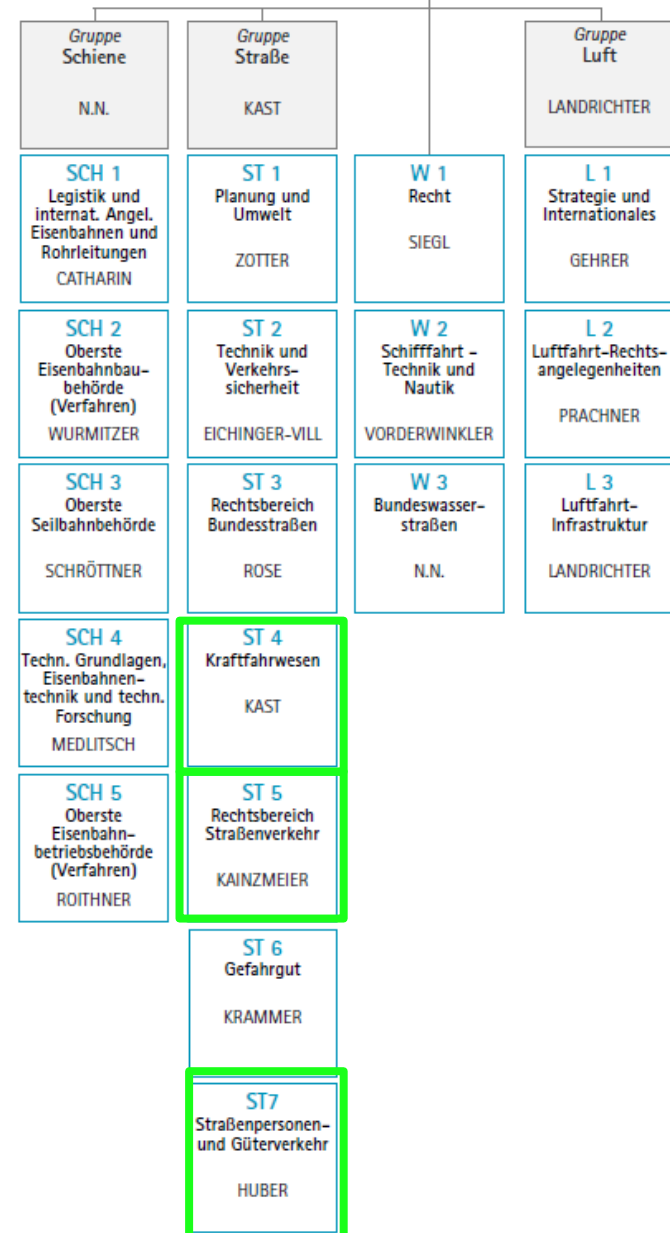 Gruppe
Schiene
N.N.
Gruppe
Straße
KAST
Gruppe
Luft
LANDRICHTER
SCH 1
Legistik und
internat. Angel.
Eisenbahnen und
Rohrleitungen
CATHARIN
ST 1
Planung und
Umwelt
ZOTTER
W 1
Recht
SIEGL
L 1
Strategie und
Internationales
GEHRER
SCH 2
Oberste
Eisenbahnbau-
behörde
(Verfahren)
WURMITZER
ST 2
Technik und
Verkehrs-
sicherheit
EICHINGER-VILL
W 2
Schifffahrt -
Technik und
Nautik
VORDERWINKLER
L 2
Luftfahrt-Rechts-
angelegenheiten
PRACHNER
SCH 3
Oberste
Seilbahnbehörde
SCHRÖTTNER
ST 3
Rechtsbereich
Bundesstraßen
ROSE
W 3
Bundeswasser-
straßen
N.N.
L 3
Luftfahrt-
Infrastruktur
LANDRICHTER
SCH 4
Techn. Grundlagen,
Eisenbahnen-
technik und techn.
Forschung
MEDLITSCH
ST 4
Kraftfahrwesen
KAST
SCH 5
Oberste
Eisenbahn-
betriebsbehörde
(Verfahren)
ROITHNER
ST 5
Rechtsbereich
Straßenverkehr
KAINZMEIER
ST 6
Gefahrgut
KRAMMER
ST7
Straßenpersonen-
und Güterverkehr
HUBER